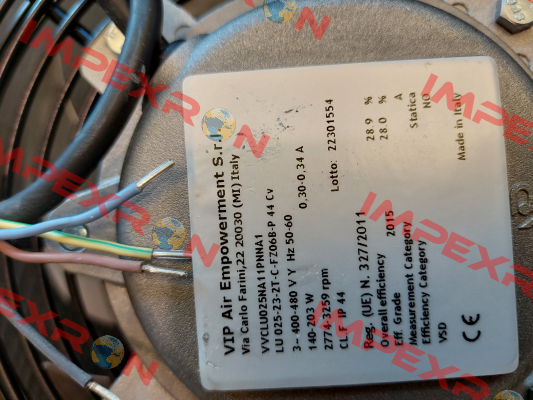 VIP Air Empowerment S.r.l.
Via Carlo Farini,22 20030 (MI)Italy
VVCLU025NA11PNNA1
LU 025-23-2T-C-FZ06B-P 44 Cv
3~ 400-480 V Y Hz 50-60 0,30-0,34 A
140-203 W
2774-3259 rpm
CL.F IP 44 Lotto: 22301554
Reg. (UE) N. 327/2011 28.9 %
Overall efficiency 28.0 %
Eff. Grade 2015 A
Measurement Category Statica
Efficiency Category NO
VSD
CE Made in Italy
IMPEXRON
IMPEXRON
IMPEXRON
IMPEXRON
IMPEXRON